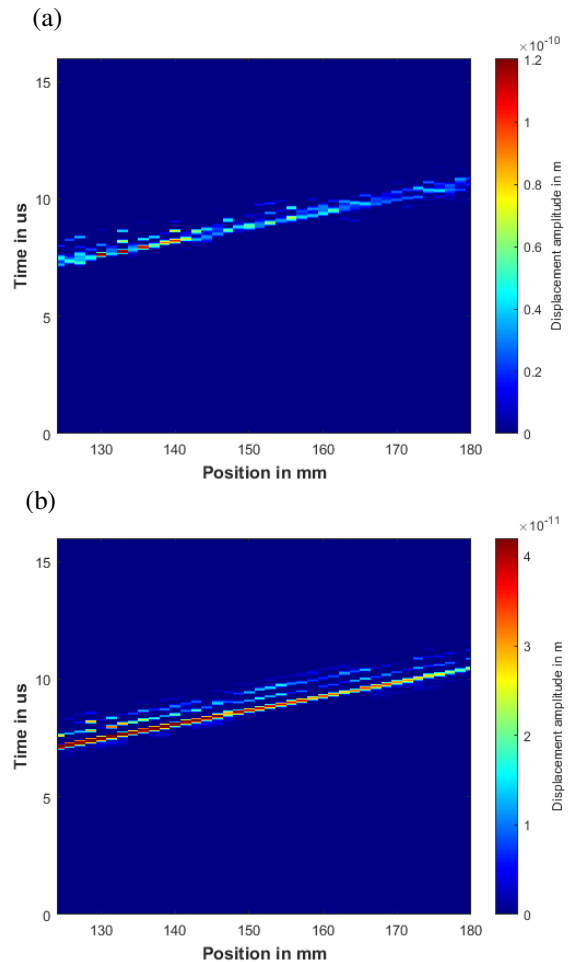 (a)
×10⁻¹⁰
15
10
5
0
Time in us
130 140 150 160 170 180
Position in mm
1.2
1
0.8
0.6
0.4
0.2
0
Displacement amplitude in m
(b)
×10⁻¹¹
15
10
5
0
Time in us
130 140 150 160 170 180
Position in mm
4
3
2
1
0
Displacement amplitude in m